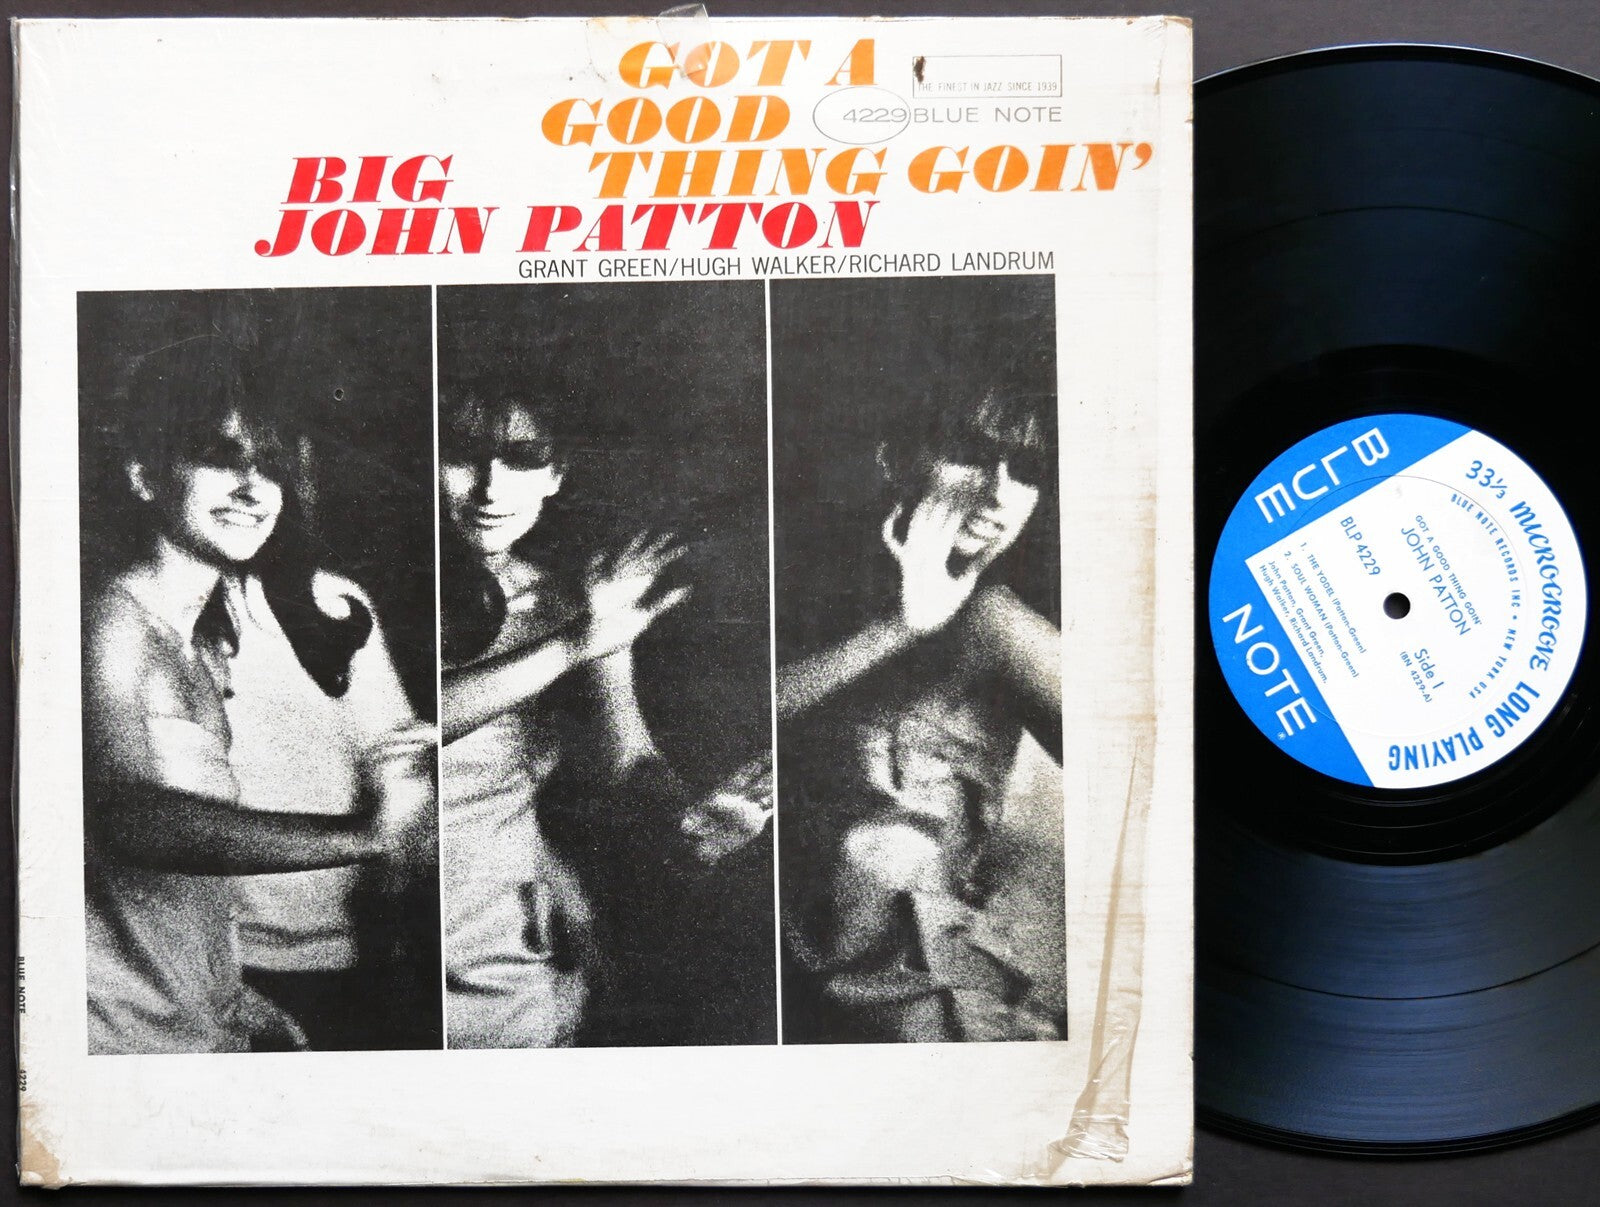 GOT A
GOOD
THING GOIN'
THE FINEST IN JAZZ SINCE 1939
4229 BLUE NOTE
BIG
JOHN PATTON
GRANT GREEN/HUGH WALKER/RICHARD LANDRUM
BLUE NOTE 4229
BLUE
NOTE®
33⅓ MICROGROOVE LONG PLAYING
BLUE NOTE RECORDS INC • NEW YORK USA
GOT A GOOD THING GOIN'
JOHN PATTON
BLP 4229
Side 1
(BN 4229-A)
1. THE YODEL (Patton-Green)
2. SOUL WOMAN (Patton-Green)
John Patton, Grant Green,
Hugh Walker, Richard Landrum.